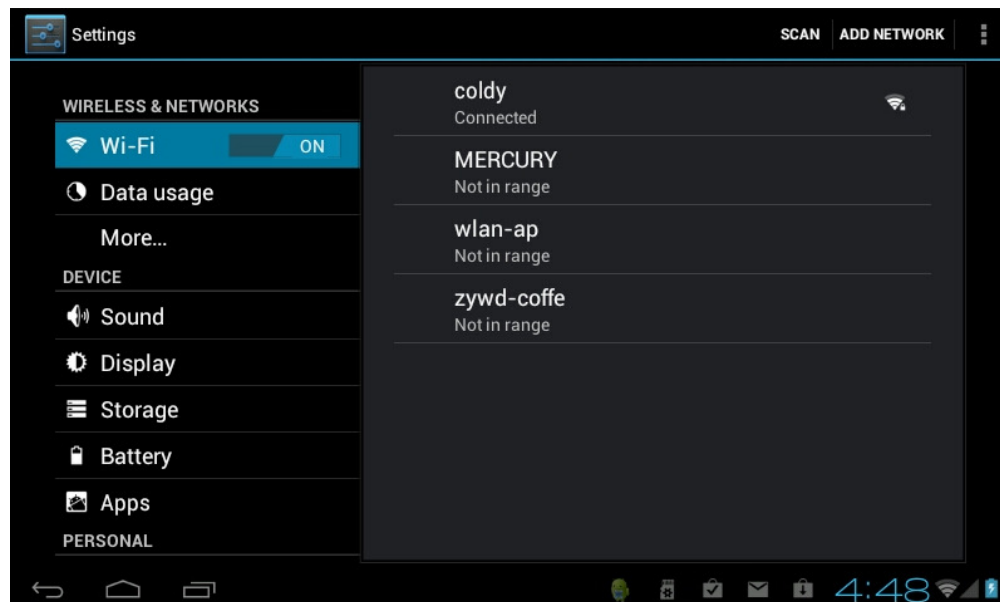 Settings
SCAN
ADD NETWORK
WIRELESS & NETWORKS
Wi-Fi
ON
Data usage
More...
DEVICE
Sound
Display
Storage
Battery
Apps
PERSONAL
coldy
Connected
MERCURY
Not in range
wlan-ap
Not in range
zywd-coffe
Not in range
4:48